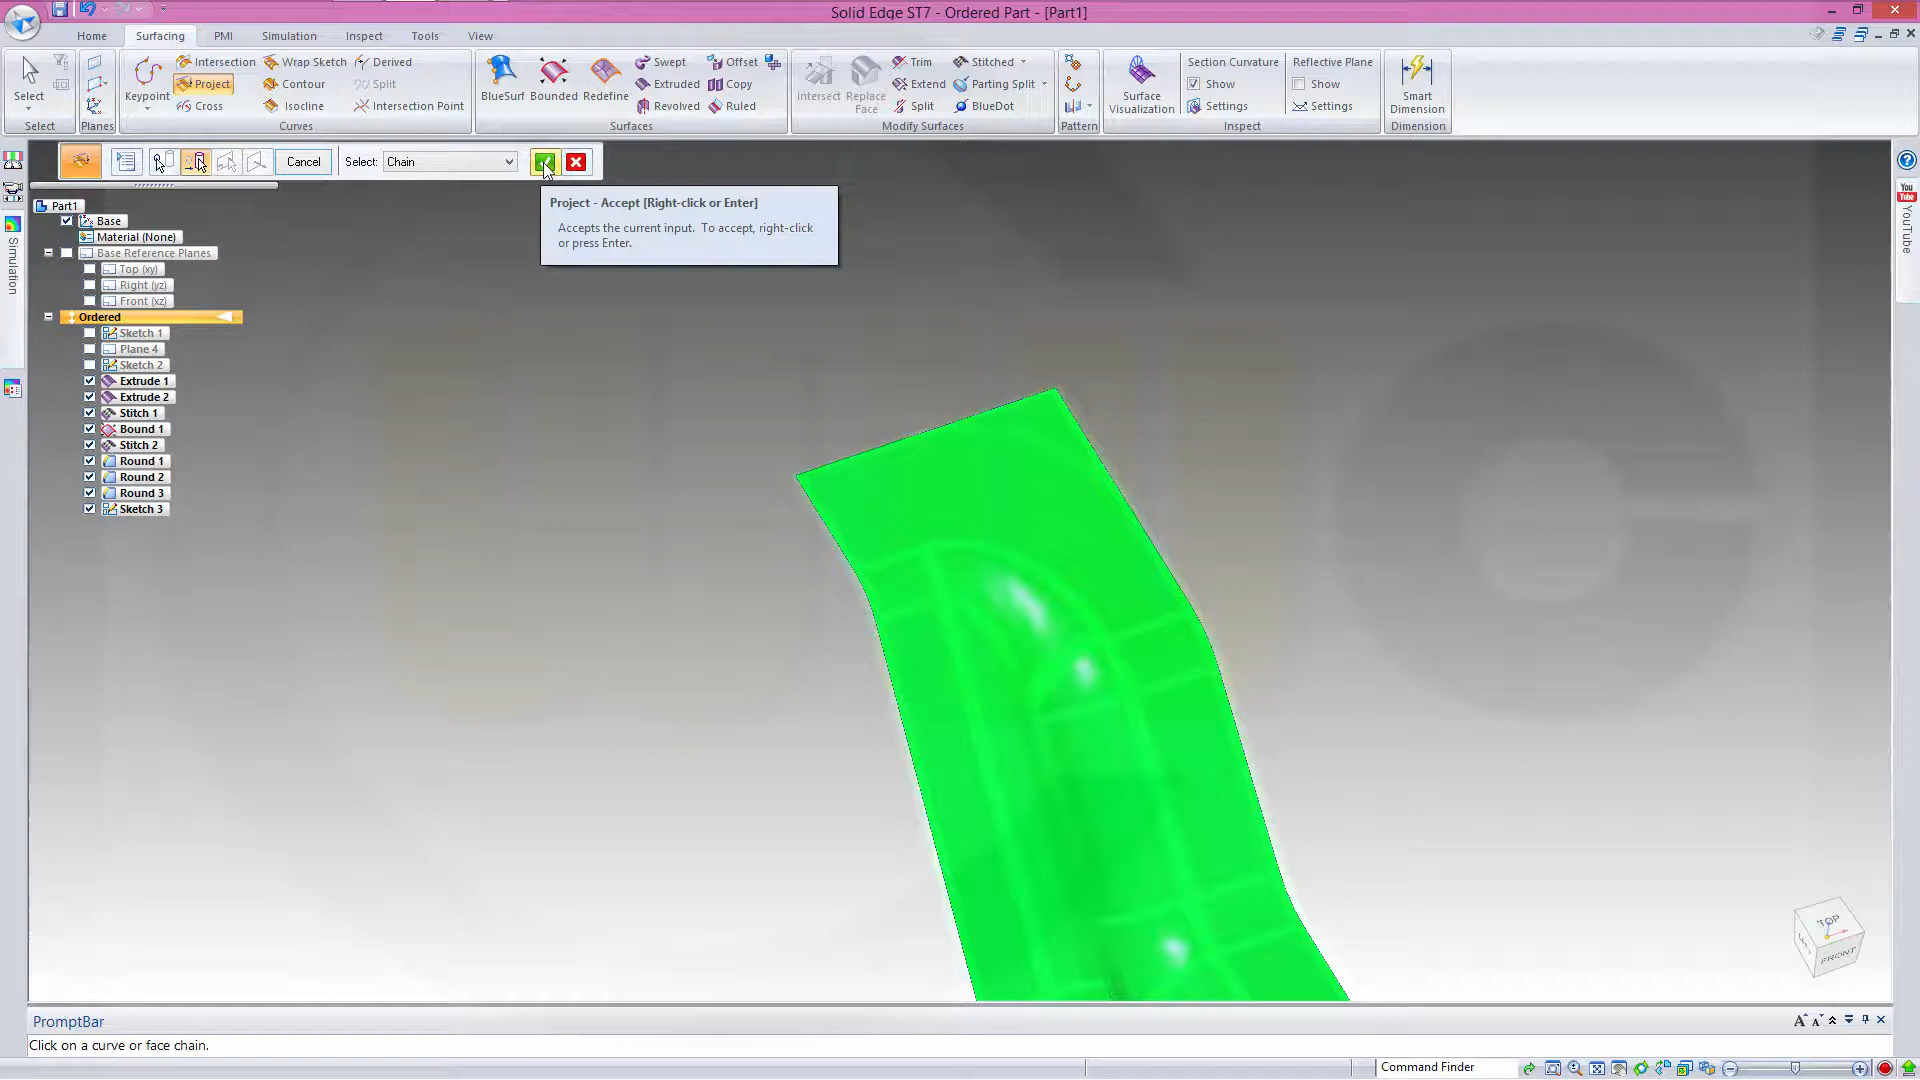 Solid Edge ST7 - Ordered Part - [Part1]
Home Surfacing PMI Simulation Inspect Tools View
Select
Select
Planes
Keypoint
Intersection
Project
Cross
Wrap Sketch
Contour
Isocline
Derived
Split
Intersection Point
Curves
BlueSurf
Bounded
Redefine
Swept
Extruded
Revolved
Offset
Copy
Ruled
Surfaces
Intersect
Replace Face
Trim
Extend
Split
Stitched
Parting Split
BlueDot
Modify Surfaces
Pattern
Surface Visualization
Section Curvature
Show
Settings
Reflective Plane
Show
Settings
Inspect
Smart Dimension
Dimension
Cancel
Select:
Chain
Project - Accept [Right-click or Enter]
Accepts the current input. To accept, right-click
or press Enter.
Part1
Base
Material (None)
Base Reference Planes
Top (xy)
Right (yz)
Front (xz)
Ordered
Sketch 1
Plane 4
Sketch 2
Extrude 1
Extrude 2
Stitch 1
Bound 1
Stitch 2
Round 1
Round 2
Round 3
Sketch 3
Simulation
You
Tube
YouTube
TOP
FRONT
PromptBar
Click on a curve or face chain.
Command Finder